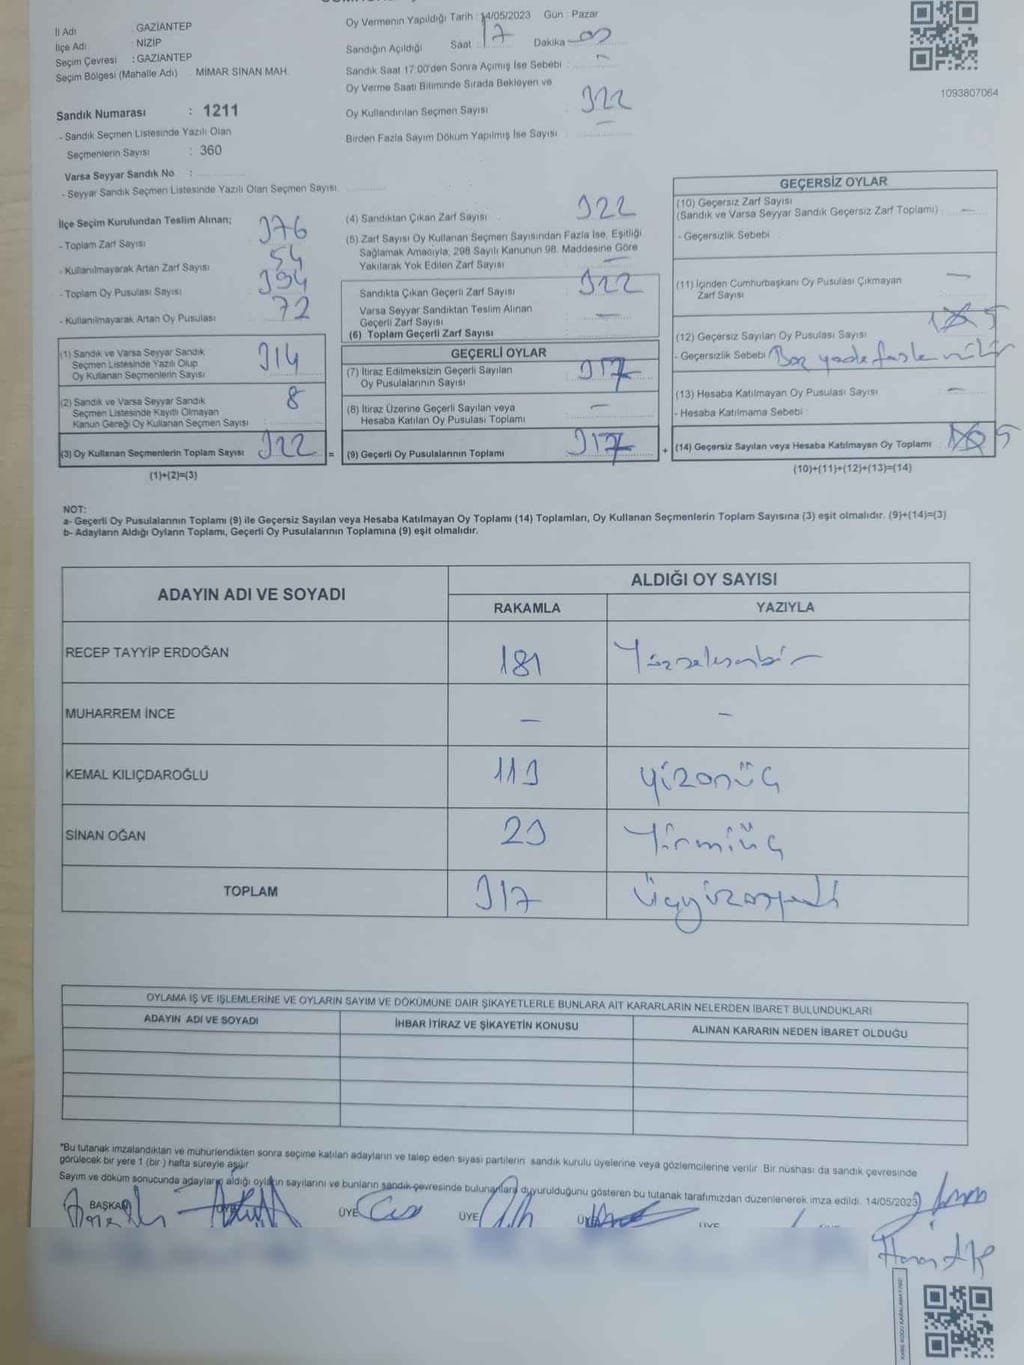 İl Adı : GAZİANTEP
İlçe Adı : NİZİP
Seçim Çevresi : GAZİANTEP
Seçim Bölgesi (Mahalle Adı) : MİMAR SİNAN MAH.
Oy Vermenin Yapıldığı Tarih : 14/05/2023 Gün : Pazar
Sandığın Açıldığı Saat : 17 Dakika : 00
Sandık Saat 17:00'den Sonra Açılmış İse Sebebi : -
Oy Verme Saati Bitiminde Sırada Bekleyen ve
Oy Kullandırılan Seçmen Sayısı 322
Birden Fazla Sayım Döküm Yapılmış İse Sayısı -
1093807064
Sandık Numarası : 1211
- Sandık Seçmen Listesinde Yazılı Olan
Seçmenlerin Sayısı : 360
Varsa Seyyar Sandık No :
- Seyyar Sandık Seçmen Listesinde Yazılı Olan Seçmen Sayısı
İlçe Seçim Kurulundan Teslim Alınan;
- Toplam Zarf Sayısı 376
- Kullanılmayarak Artan Zarf Sayısı 54
- Toplam Oy Pusulası Sayısı 394
- Kullanılmayarak Artan Oy Pusulası 72
(1) Sandık ve Varsa Seyyar Sandık
Seçmen Listesinde Yazılı Olup
Oy Kullanan Seçmenlerin Sayısı 314
(2) Sandık ve Varsa Seyyar Sandık
Seçmen Listesinde Kayıtlı Olmayan
Kanun Gereği Oy Kullanan Seçmen Sayısı 8
(3) Oy Kullanan Seçmenlerin Toplam Sayısı 322 =
(1)+(2)=(3)
(4) Sandıktan Çıkan Zarf Sayısı 322
(5) Zarf Sayısı Oy Kullanan Seçmen Sayısından Fazla İse, Eşitliği
Sağlamak Amacıyla, 298 Sayılı Kanunun 98. Maddesine Göre
Yakılarak Yok Edilen Zarf Sayısı -
Sandıkta Çıkan Geçerli Zarf Sayısı 322
Varsa Seyyar Sandıktan Teslim Alınan
Geçerli Zarf Sayısı -
(6) Toplam Geçerli Zarf Sayısı
GEÇERLİ OYLAR
(7) İtiraz Edilmeksizin Geçerli Sayılan
Oy Pusulalarının Sayısı 317
(8) İtiraz Üzerine Geçerli Sayılan veya
Hesaba Katılan Oy Pusulası Toplamı -
(9) Geçerli Oy Pusulalarının Toplamı 317 +
GEÇERSİZ OYLAR
(10) Geçersiz Zarf Sayısı
(Sandık ve Varsa Seyyar Sandık Geçersiz Zarf Toplamı) -
- Geçersizlik Sebebi :
(11) İçinden Cumhurbaşkanı Oy Pusulası Çıkmayan
Zarf Sayısı -
(12) Geçersiz Sayılan Oy Pusulası Sayısı 5
- Geçersizlik Sebebi
(13) Hesaba Katılmayan Oy Pusulası Sayısı -
- Hesaba Katılmama Sebebi :
(14) Geçersiz Sayılan veya Hesaba Katılmayan Oy Toplamı 5
(10)+(11)+(12)+(13)=(14)
NOT:
a- Geçerli Oy Pusulalarının Toplamı (9) ile Geçersiz Sayılan veya Hesaba Katılmayan Oy Toplamı (14) Toplamları, Oy Kullanan Seçmenlerin Toplam Sayısına (3) eşit olmalıdır. (9)+(14)=(3)
b- Adayların Aldığı Oyların Toplamı, Geçerli Oy Pusulalarının Toplamına (9) eşit olmalıdır.
ADAYIN ADI VE SOYADI ALDIĞI OY SAYISI
RAKAMLA YAZIYLA
RECEP TAYYİP ERDOĞAN 181 Yüzseksenbir
MUHARREM İNCE - -
KEMAL KILIÇDAROĞLU 113 yüzonüç
SİNAN OĞAN 23 Yirmiüç
TOPLAM 317 Üçyüzonyedi
OYLAMA İŞ VE İŞLEMLERİNE VE OYLARIN SAYIM VE DÖKÜMÜNE DAİR ŞİKAYETLERLE BUNLARA AİT KARARLARIN NELERDEN İBARET BULUNDUKLARI
ADAYIN ADI VE SOYADI İHBAR İTİRAZ VE ŞİKAYETİN KONUSU ALINAN KARARIN NEDEN İBARET OLDUĞU
*Bu tutanak imzalandıktan ve mühürlendikten sonra seçime katılan adayların ve talep eden siyasi partilerin sandık kurulu üyelerine veya gözlemcilerine verilir. Bir nüshası da sandık çevresinde
görülecek bir yere 1 (bir) hafta süreyle asılır.
Sayım ve döküm sonucunda adayların aldığı oyların sayılarını ve bunların sandık çevresinde bulunanlara duyurulduğunu gösteren bu tutanak tarafımızdan düzenlenerek imza edildi. 14/05/2023
BAŞKAN ÜYE ÜYE ÜYE ÜYE ÜYE